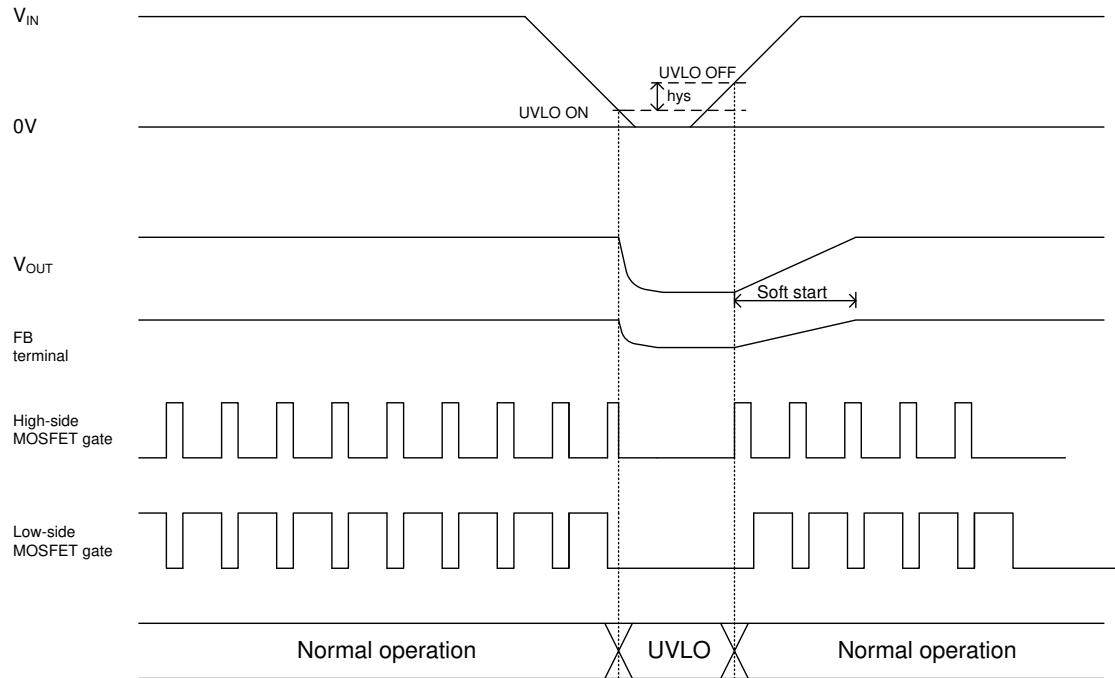 VIN
UVLO OFF
hys
UVLO ON
0V
VOUT
Soft start
FB
terminal
High-side
MOSFET gate
Low-side
MOSFET gate
Normal operation
UVLO
Normal operation